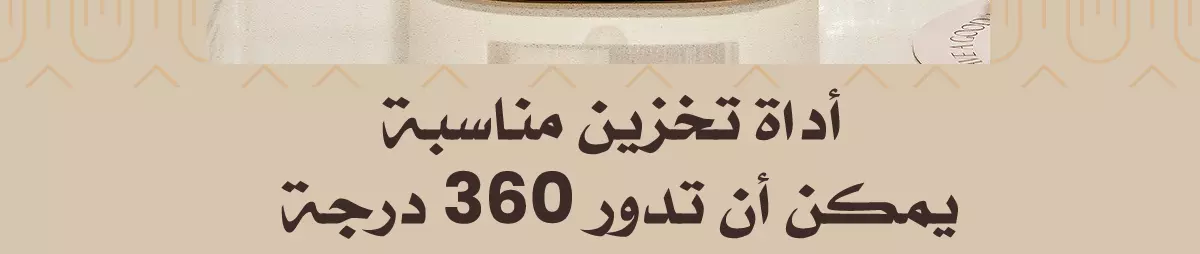 أداة تخزين مناسبة
يمكن أن تدور 360 درجة